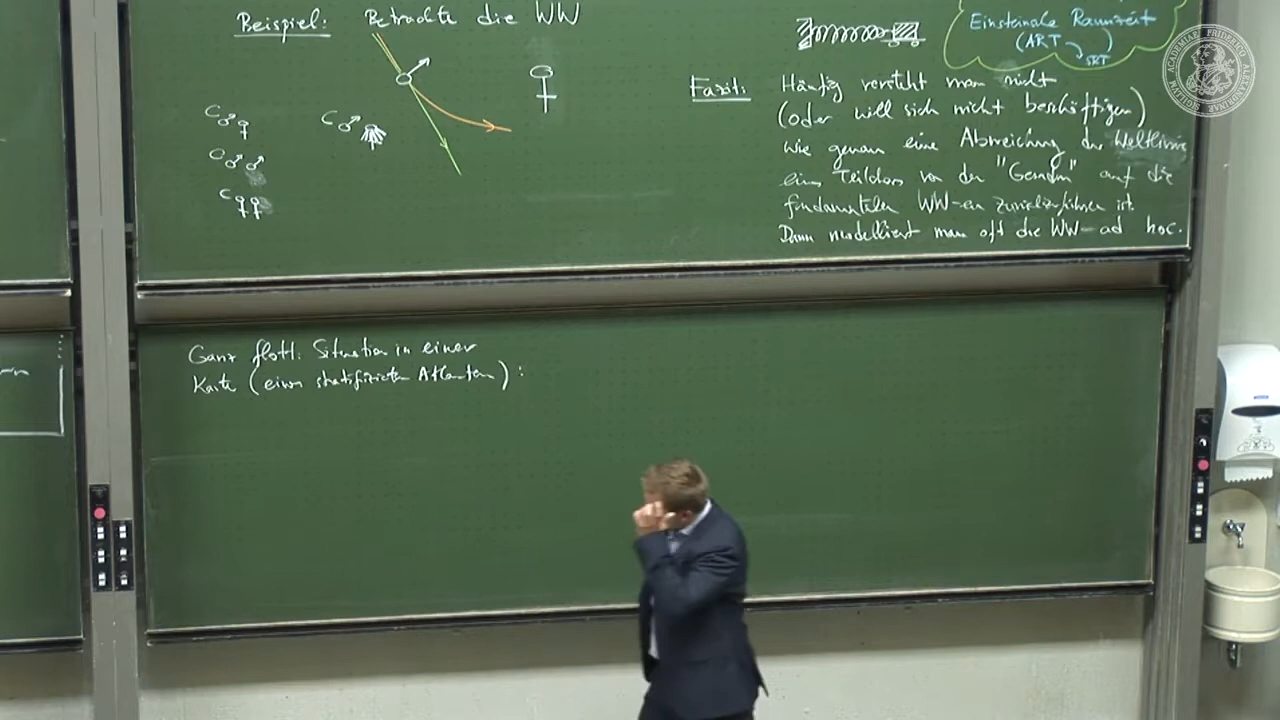 Beispiel: Betrachte die WW
Einsteinsche Raumzeit
(ART
SRT
Fazit: Häufig versteht man nicht
(oder will sich nicht beschäftigen)
wie genau eine Abweichung der Weltlinie
eines Teilchens von der "Geraden" auf die
fundamentalen WW-en zurückzuführen ist.
Dann modelliert man oft die WW ad hoc.
Ganz flott: Situation in einer
Karte (eines stratifizierten Atlanten):